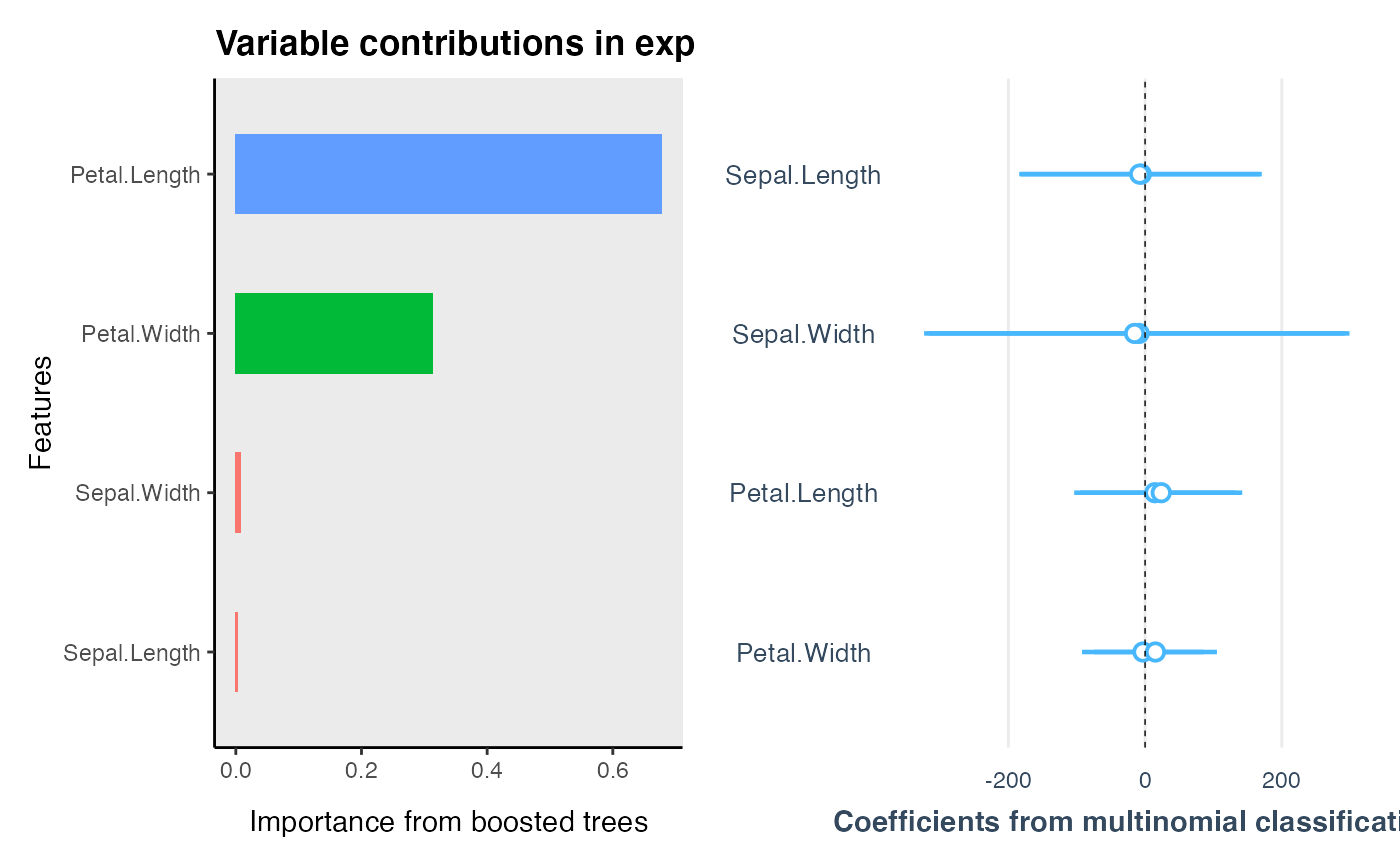 Variable contributions in exp
Features
Petal.Length
Petal.Width
Sepal.Width
Sepal.Length
0.0 0.2 0.4 0.6
Importance from boosted trees
Sepal.Length
Sepal.Width
Petal.Length
Petal.Width
-200 0 200
Coefficients from multinomial classificati